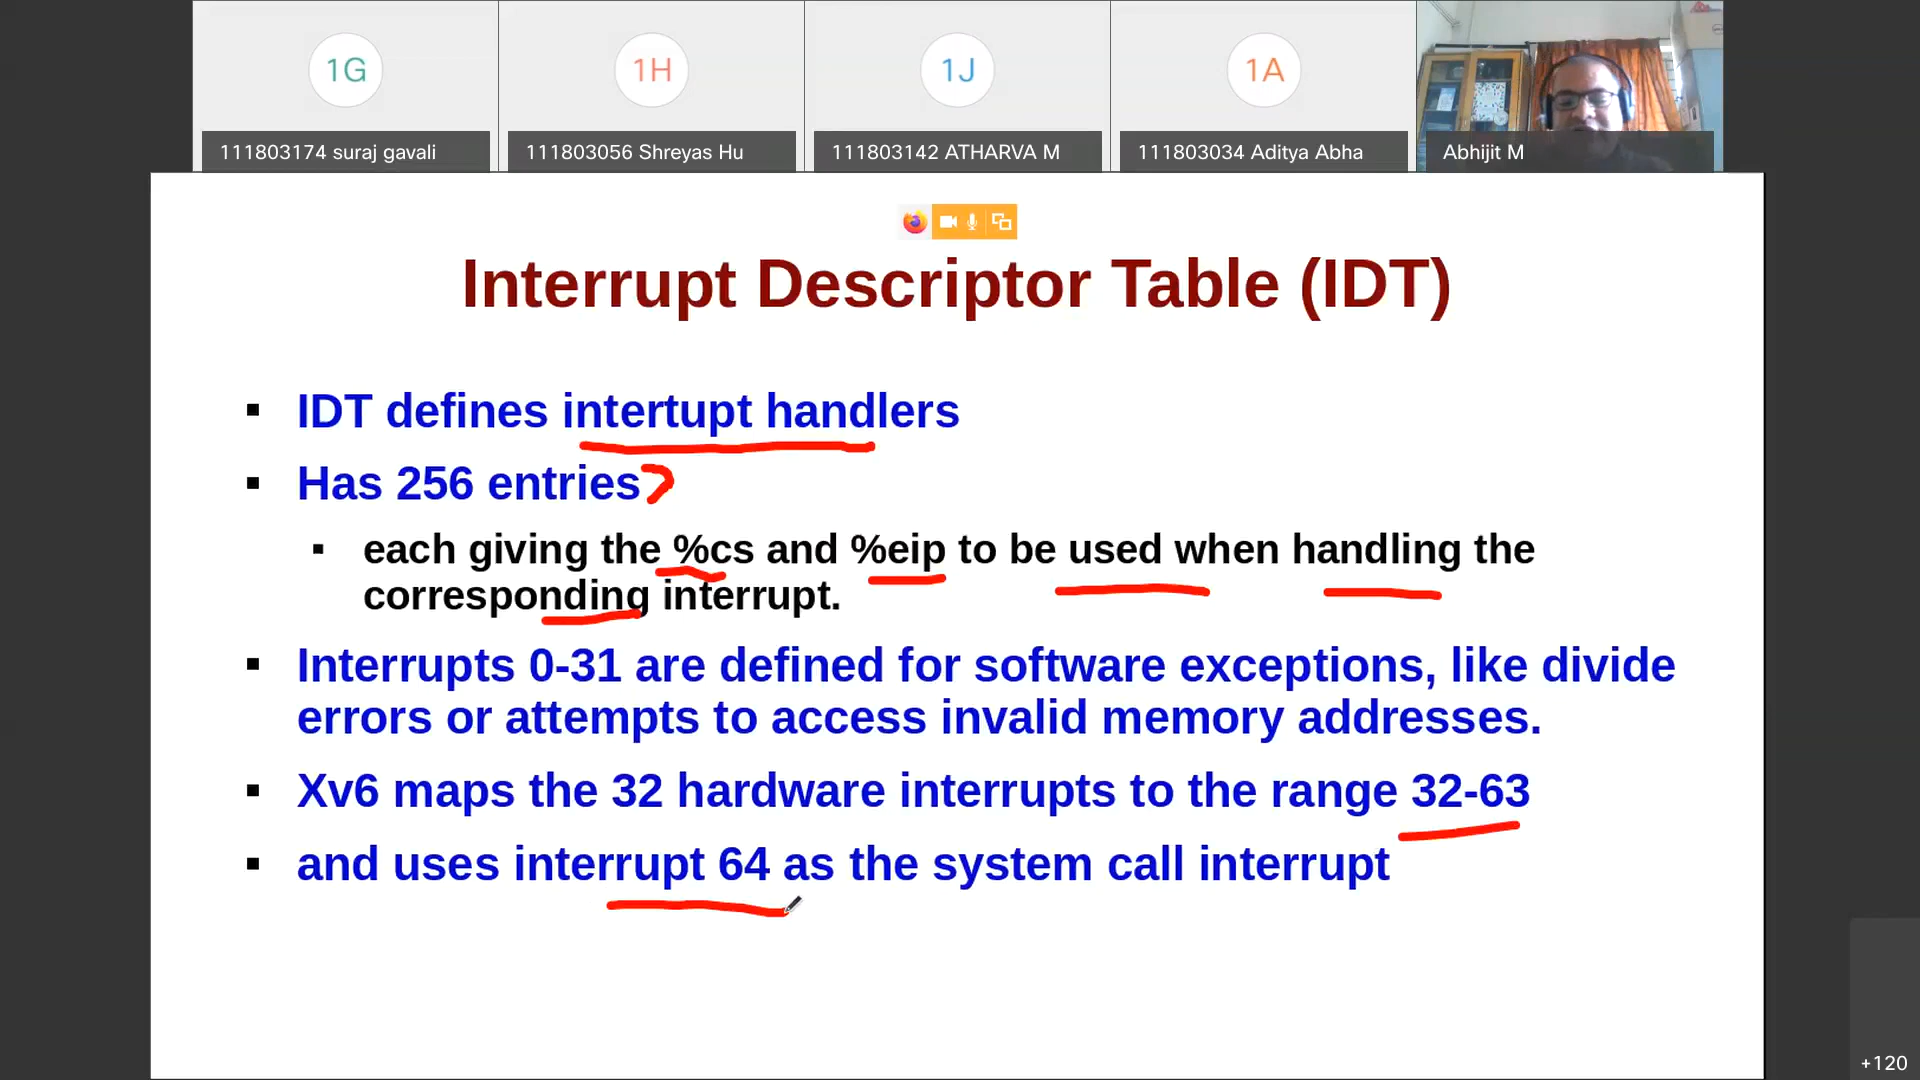 1G
1H
1J
1A
111803174 suraj gavali
111803056 Shreyas Hu
111803142 ATHARVA M
111803034 Aditya Abha
Abhijit M
Interrupt Descriptor Table (IDT)
IDT defines intertupt handlers
Has 256 entries
each giving the %cs and %eip to be used when handling the
corresponding interrupt.
Interrupts 0-31 are defined for software exceptions, like divide
errors or attempts to access invalid memory addresses.
Xv6 maps the 32 hardware interrupts to the range 32-63
and uses interrupt 64 as the system call interrupt
+120